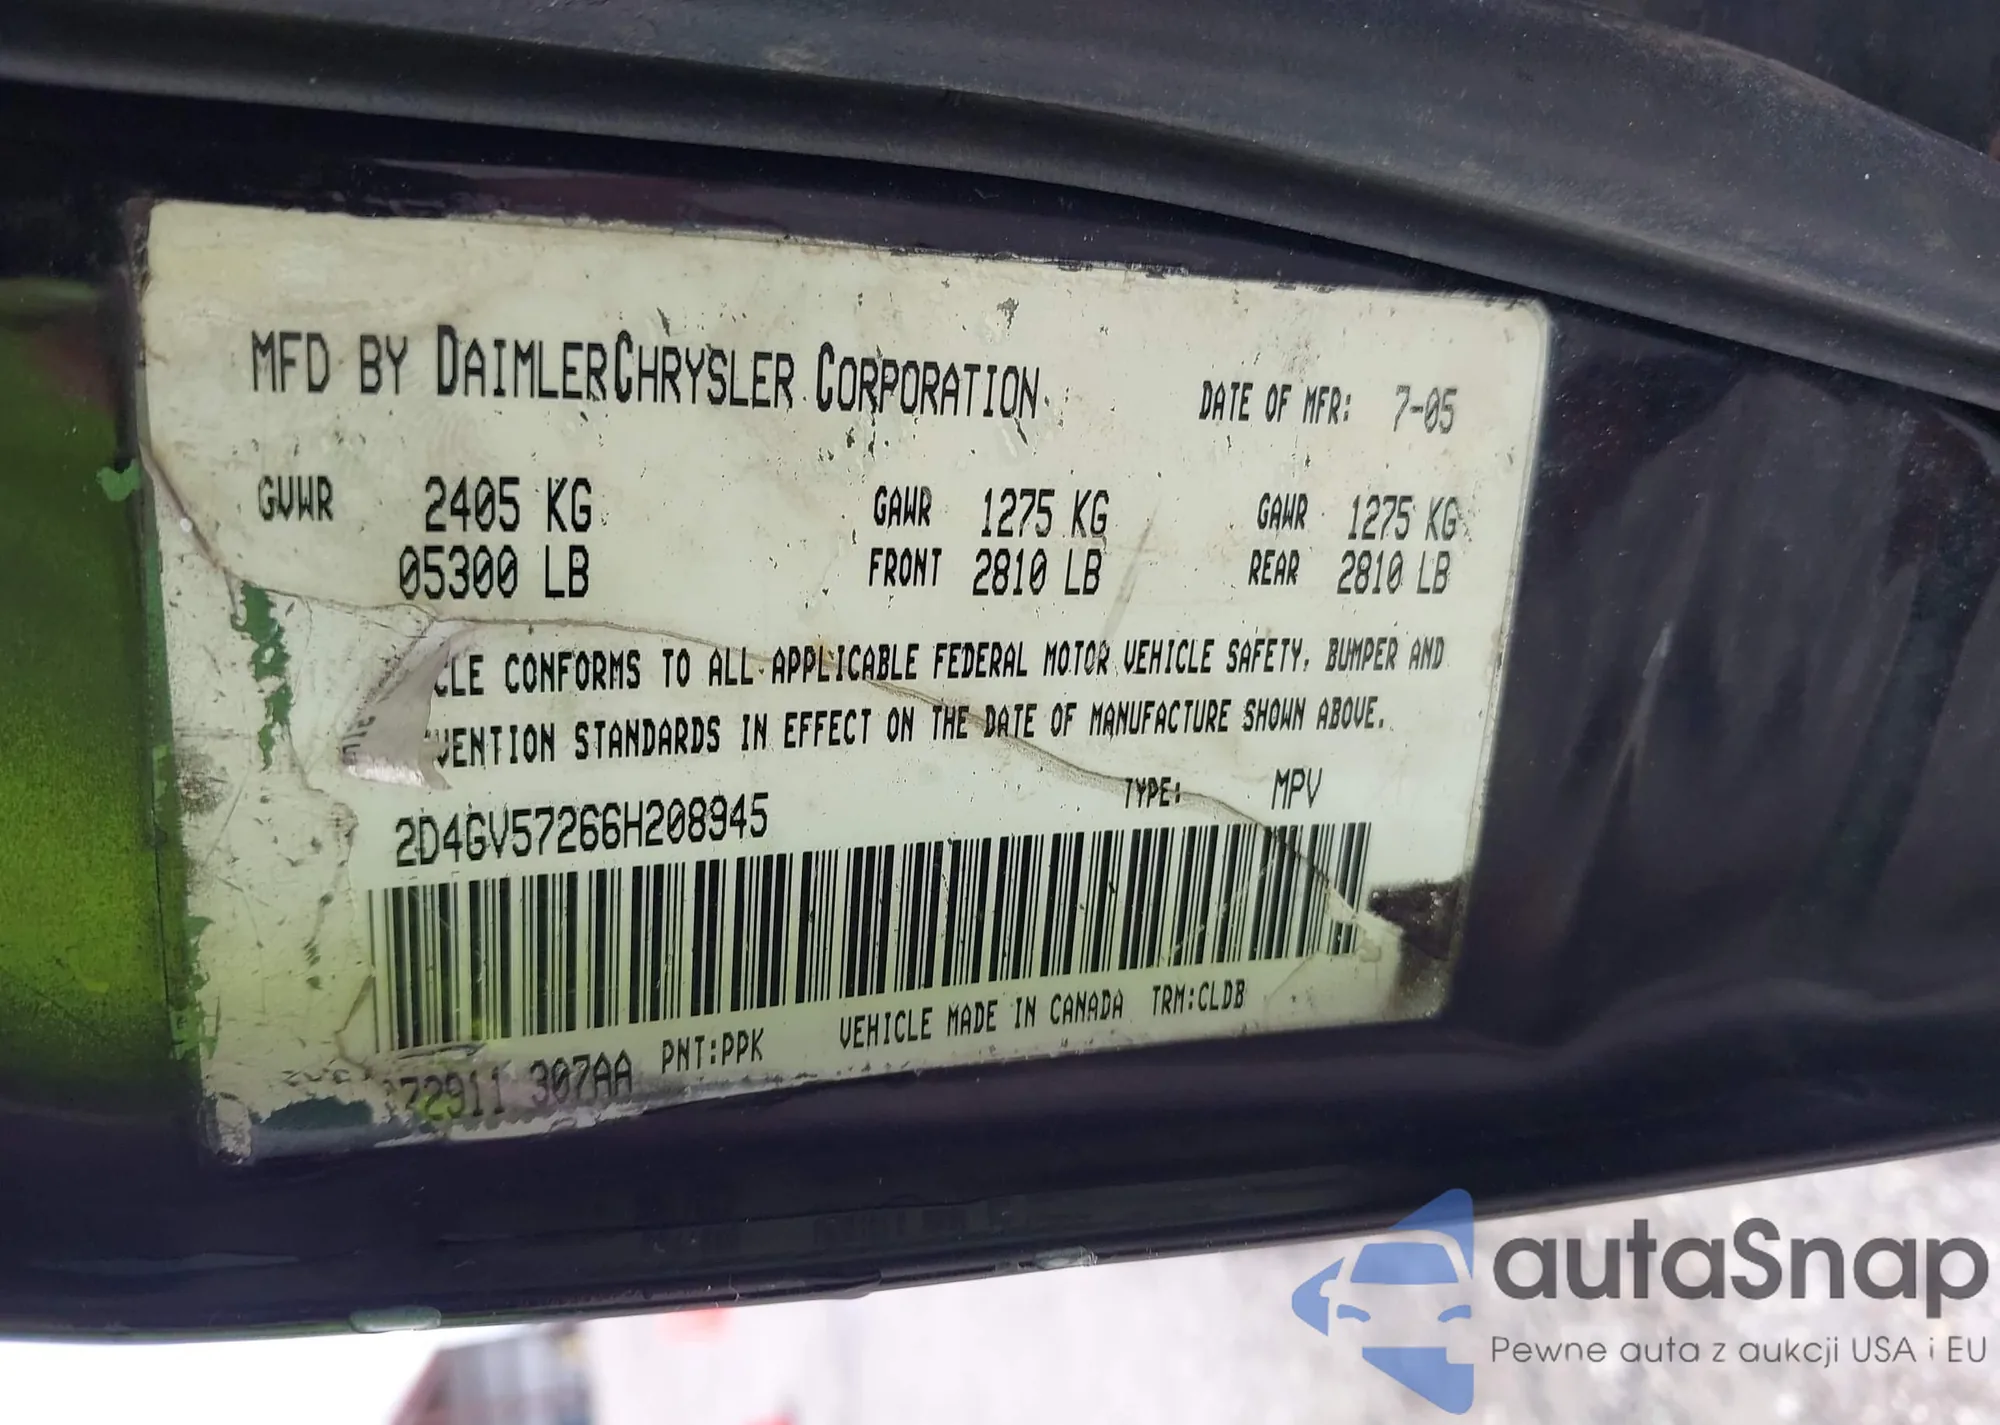 MFD BY DAIMLERCHRYSLER CORPORATION DATE OF MFR: 7-05
GVWR 2405 KG GAWR 1275 KG GAWR 1275 KG
05300 LB FRONT 2810 LB REAR 2810 LB
CLE CONFORMS TO ALL APPLICABLE FEDERAL MOTOR VEHICLE SAFETY, BUMPER AND
VENTION STANDARDS IN EFFECT ON THE DATE OF MANUFACTURE SHOWN ABOVE.
2D4GV57266H208945 TYPE: MPV
72911 307AA PNT:PPK VEHICLE MADE IN CANADA TRM:CLDB
autaSnap
Pewne auta z aukcji USA i EU